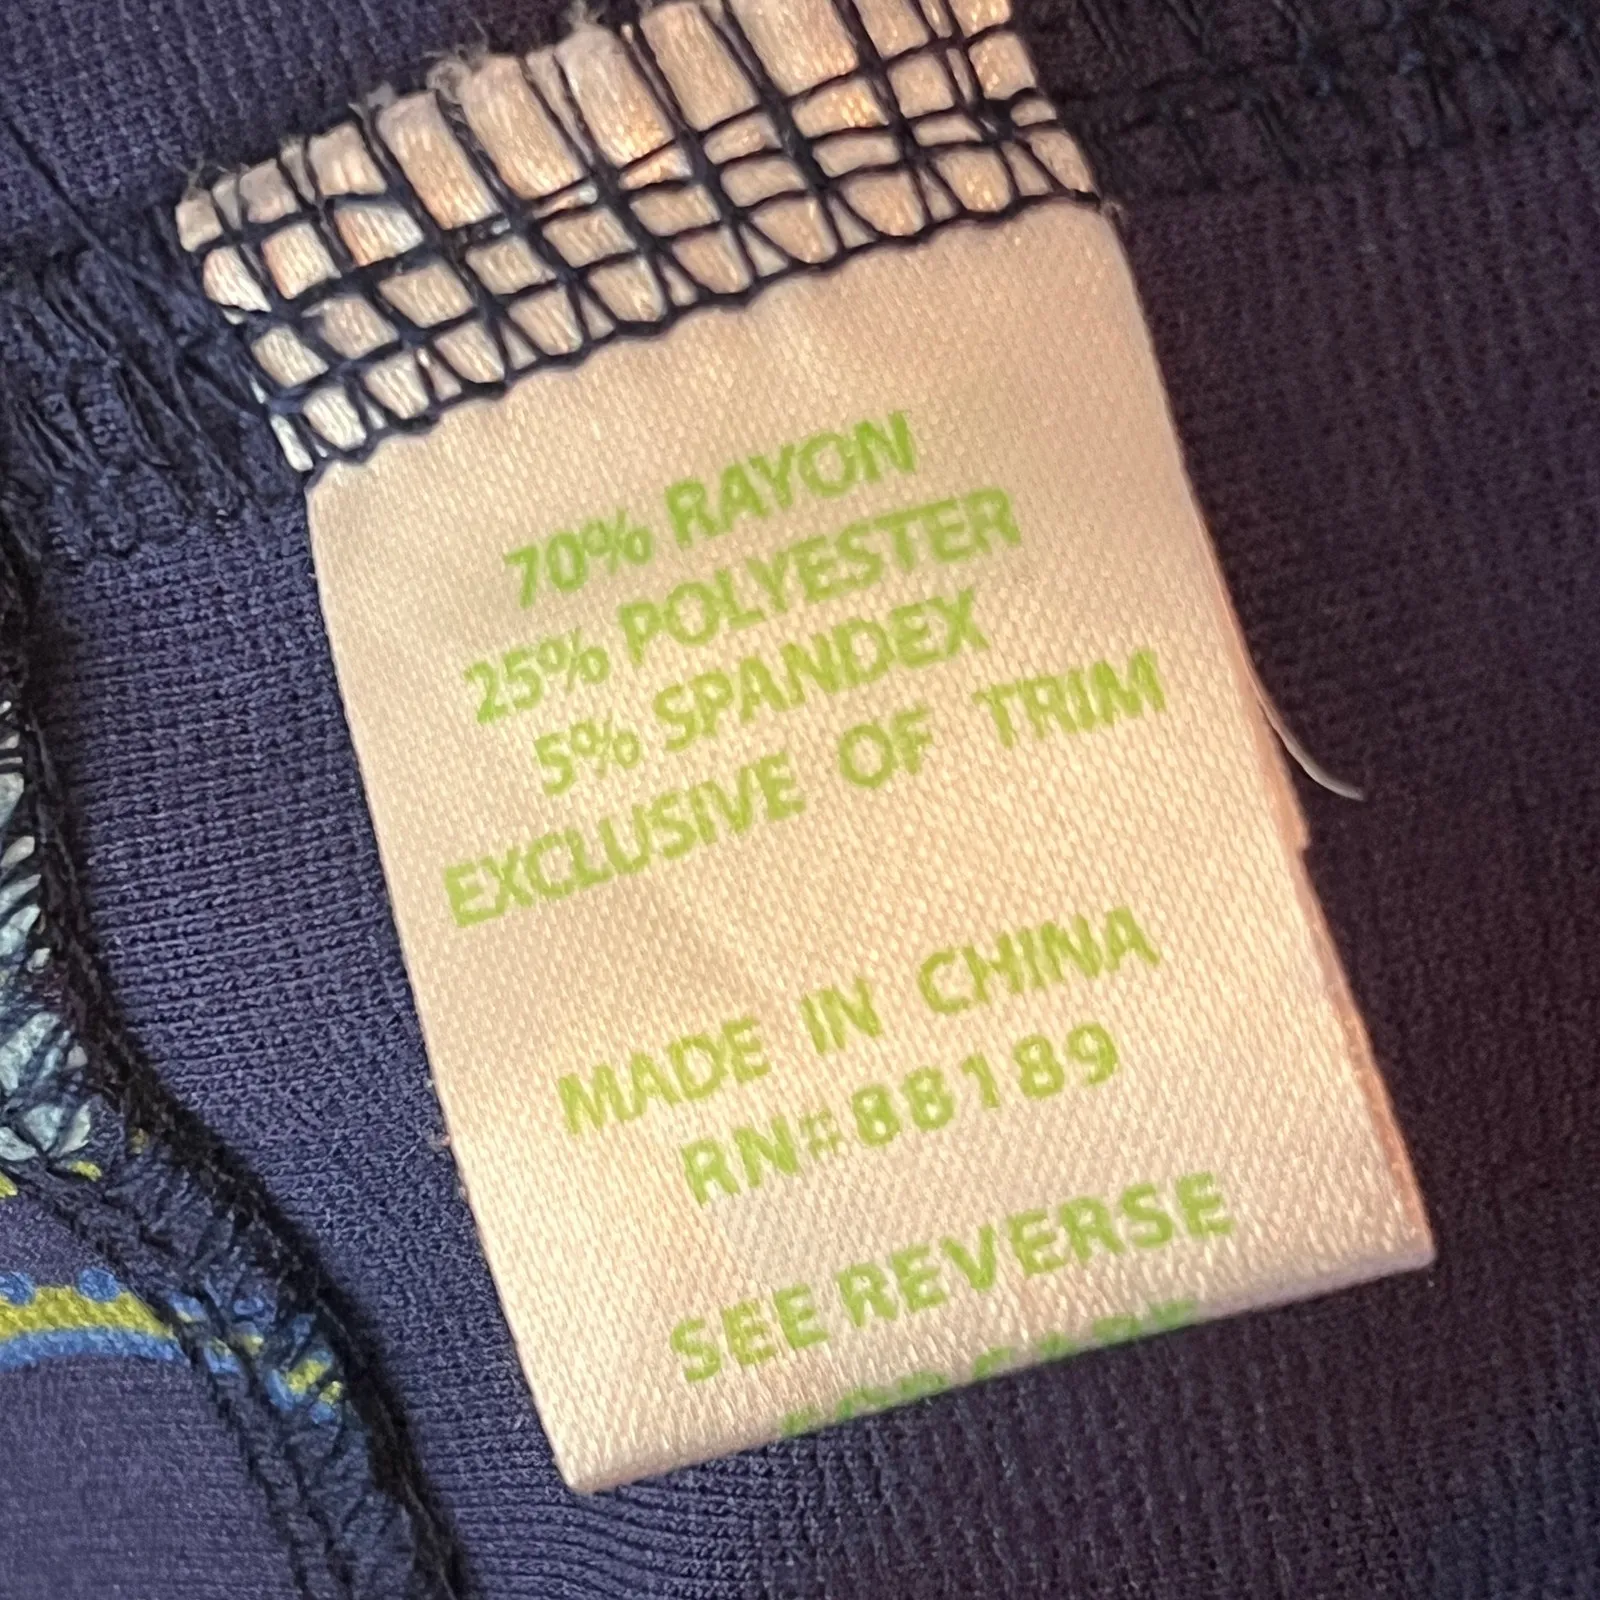 70% RAYON
25% POLYESTER
5% SPANDEX
EXCLUSIVE OF TRIM
MADE IN CHINA
RN#88189
SEE REVERSE